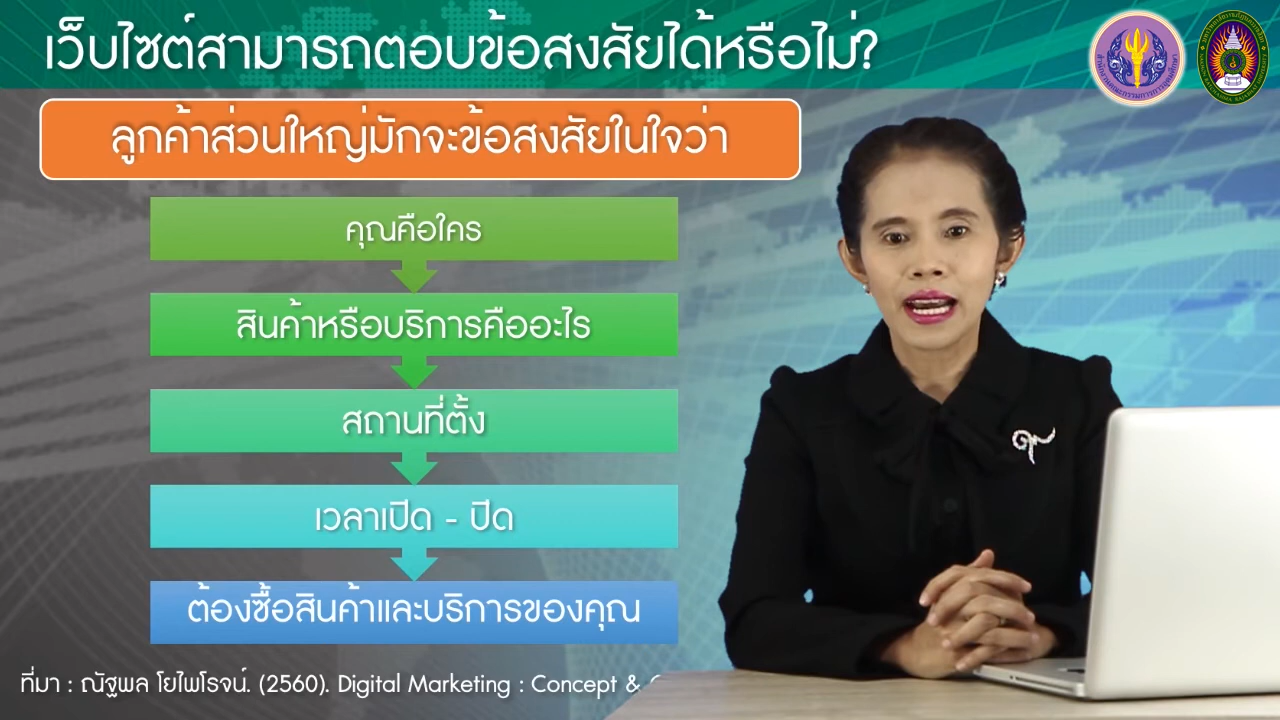 เว็บไซต์สามารถตอบข้อสงสัยได้หรือไม่?
ลูกค้าส่วนใหญ่มักจะข้อสงสัยในใจว่า
คุณคือใคร
สินค้าหรือบริการคืออะไร
สถานที่ตั้ง
เวลาเปิด - ปิด
ต้องซื้อสินค้าและบริการของคุณ
ที่มา : ณัฐพล โยไพโรจน์. (2560). Digital Marketing : Concept &